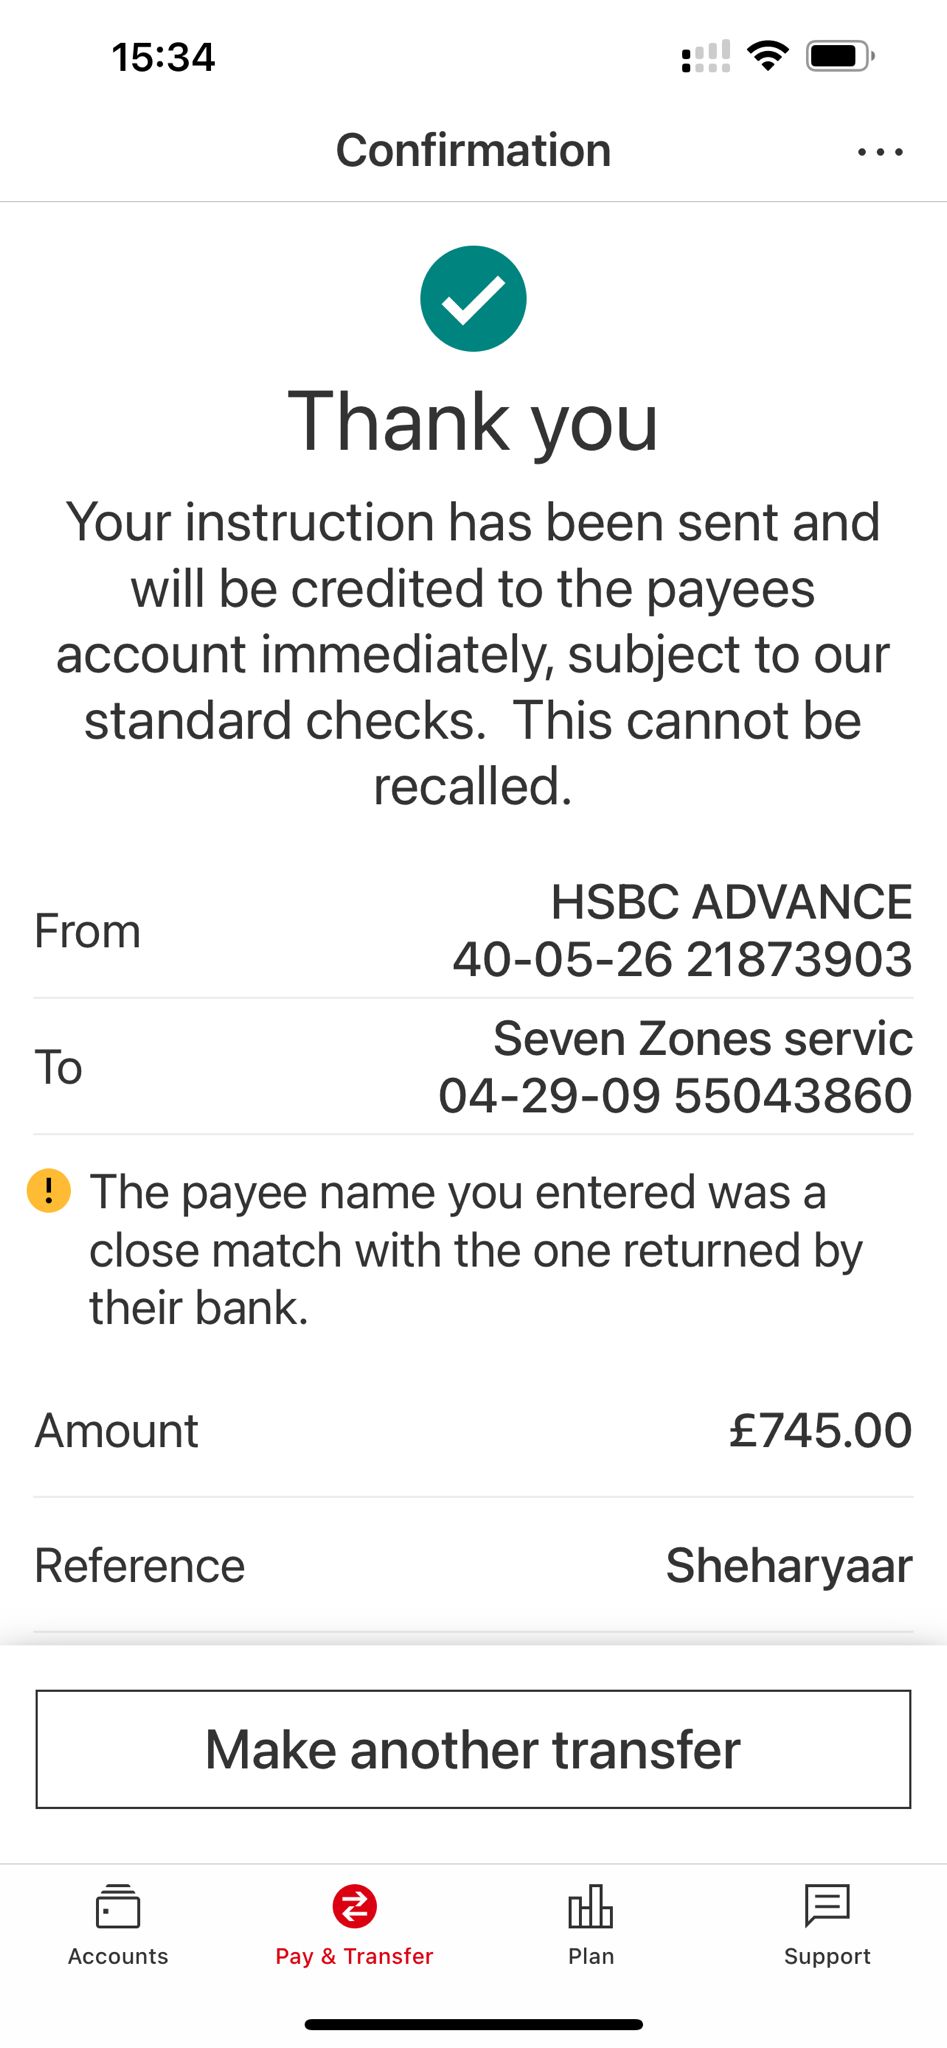 15:34
Confirmation
Thank you
Your instruction has been sent and
will be credited to the payees
account immediately, subject to our
standard checks.  This cannot be
recalled.
From
HSBC ADVANCE
40-05-26 21873903
To
Seven Zones servic
04-29-09 55043860
The payee name you entered was a
close match with the one returned by
their bank.
Amount
£745.00
Reference
Sheharyaar
Make another transfer
Accounts
Pay & Transfer
Plan
Support